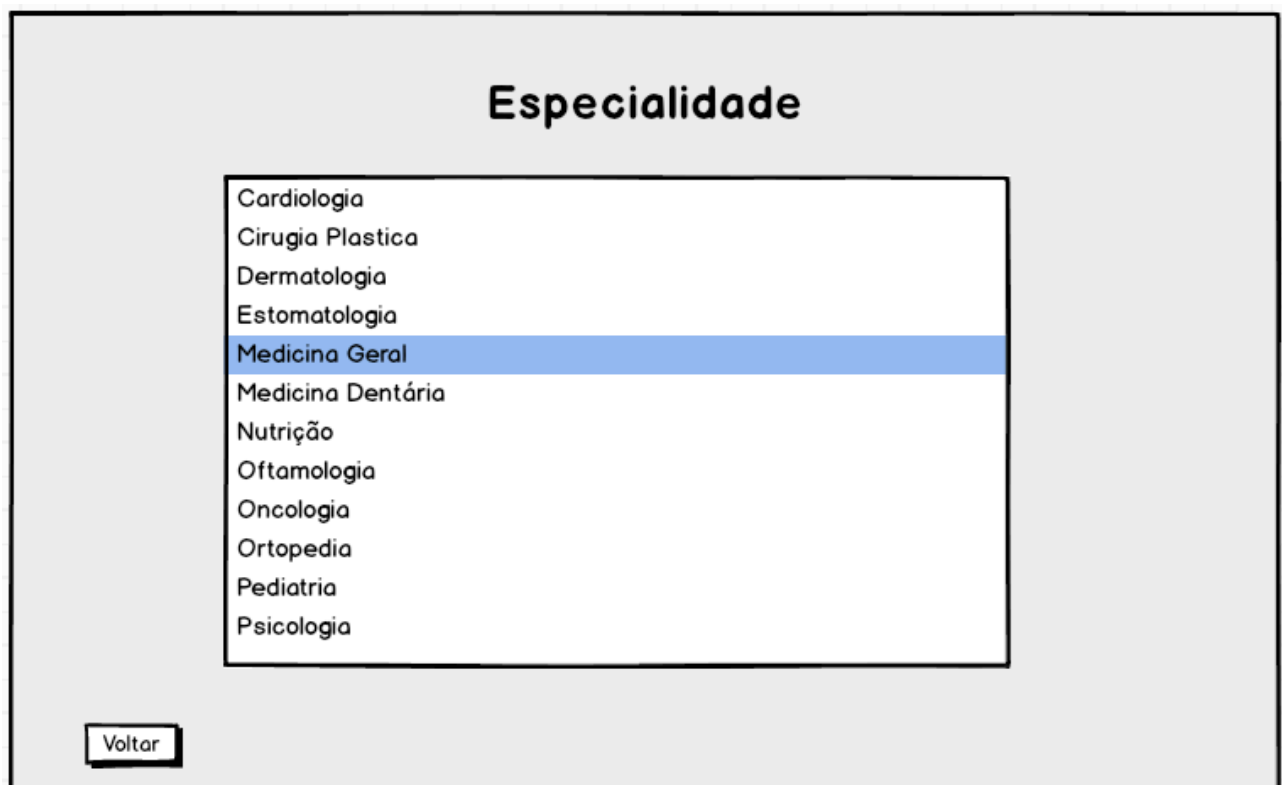 Especialidade
Cardiologia
Cirugia Plastica
Dermatologia
Estomatologia
Medicina Geral
Medicina Dentária
Nutrição
Oftamologia
Oncologia
Ortopedia
Pediatria
Psicologia
Voltar